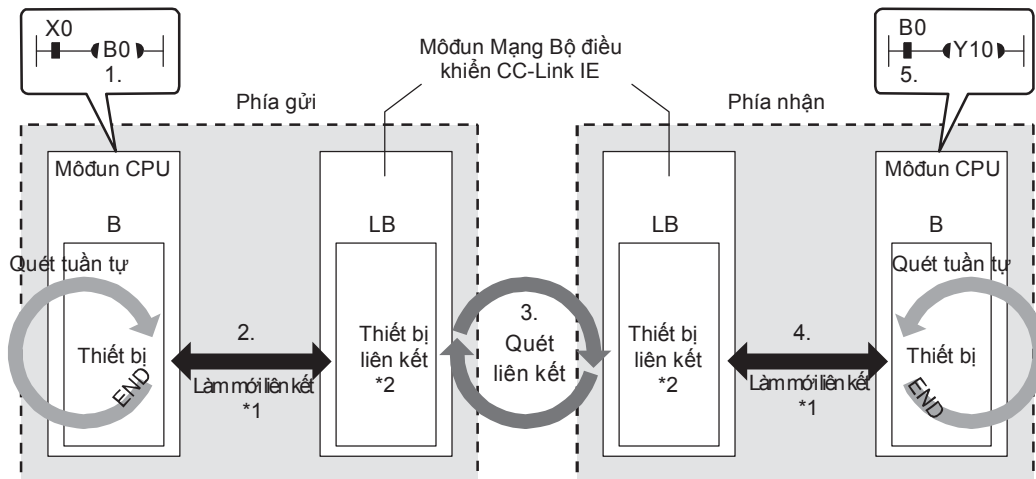 X0
B0
1.
Môđun Mạng Bộ điều
khiển CC-Link IE
B0
Y10
5.
Phía gửi
Phía nhận
Môđun CPU
B
LB
LB
Môđun CPU
B
Quét tuần tự
Thiết bị
END
2.
Làm mới liên kết
*1
Thiết bị
liên kết
*2
3.
Quét
liên kết
Thiết bị
liên kết
*2
4.
Làm mới liên kết
*1
Quét tuần tự
Thiết bị
END